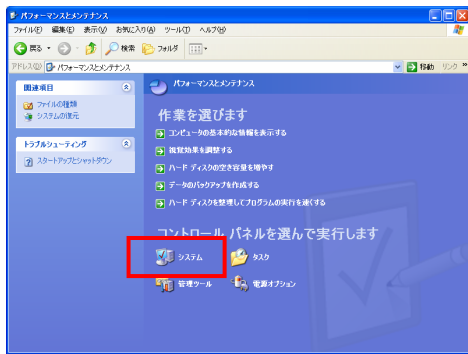 パフォーマンスとメンテナンス
ファイル(F) 編集(E) 表示(V) お気に入り(A) ツール(T) ヘルプ(H)
戻る 検索 フォルダ
アドレス(D) パフォーマンスとメンテナンス 移動 リンク »
関連項目
ファイルの種類
システムの復元
トラブルシューティング
スタートアップとシャットダウン
パフォーマンスとメンテナンス
作業を選びます
コンピュータの基本的な情報を表示する
視覚効果を調整する
ハード ディスクの空き容量を増やす
データのバックアップを作成する
ハード ディスクを整理してプログラムの実行を速くする
コントロール パネルを選んで実行します
システム タスク
管理ツール 電源オプション